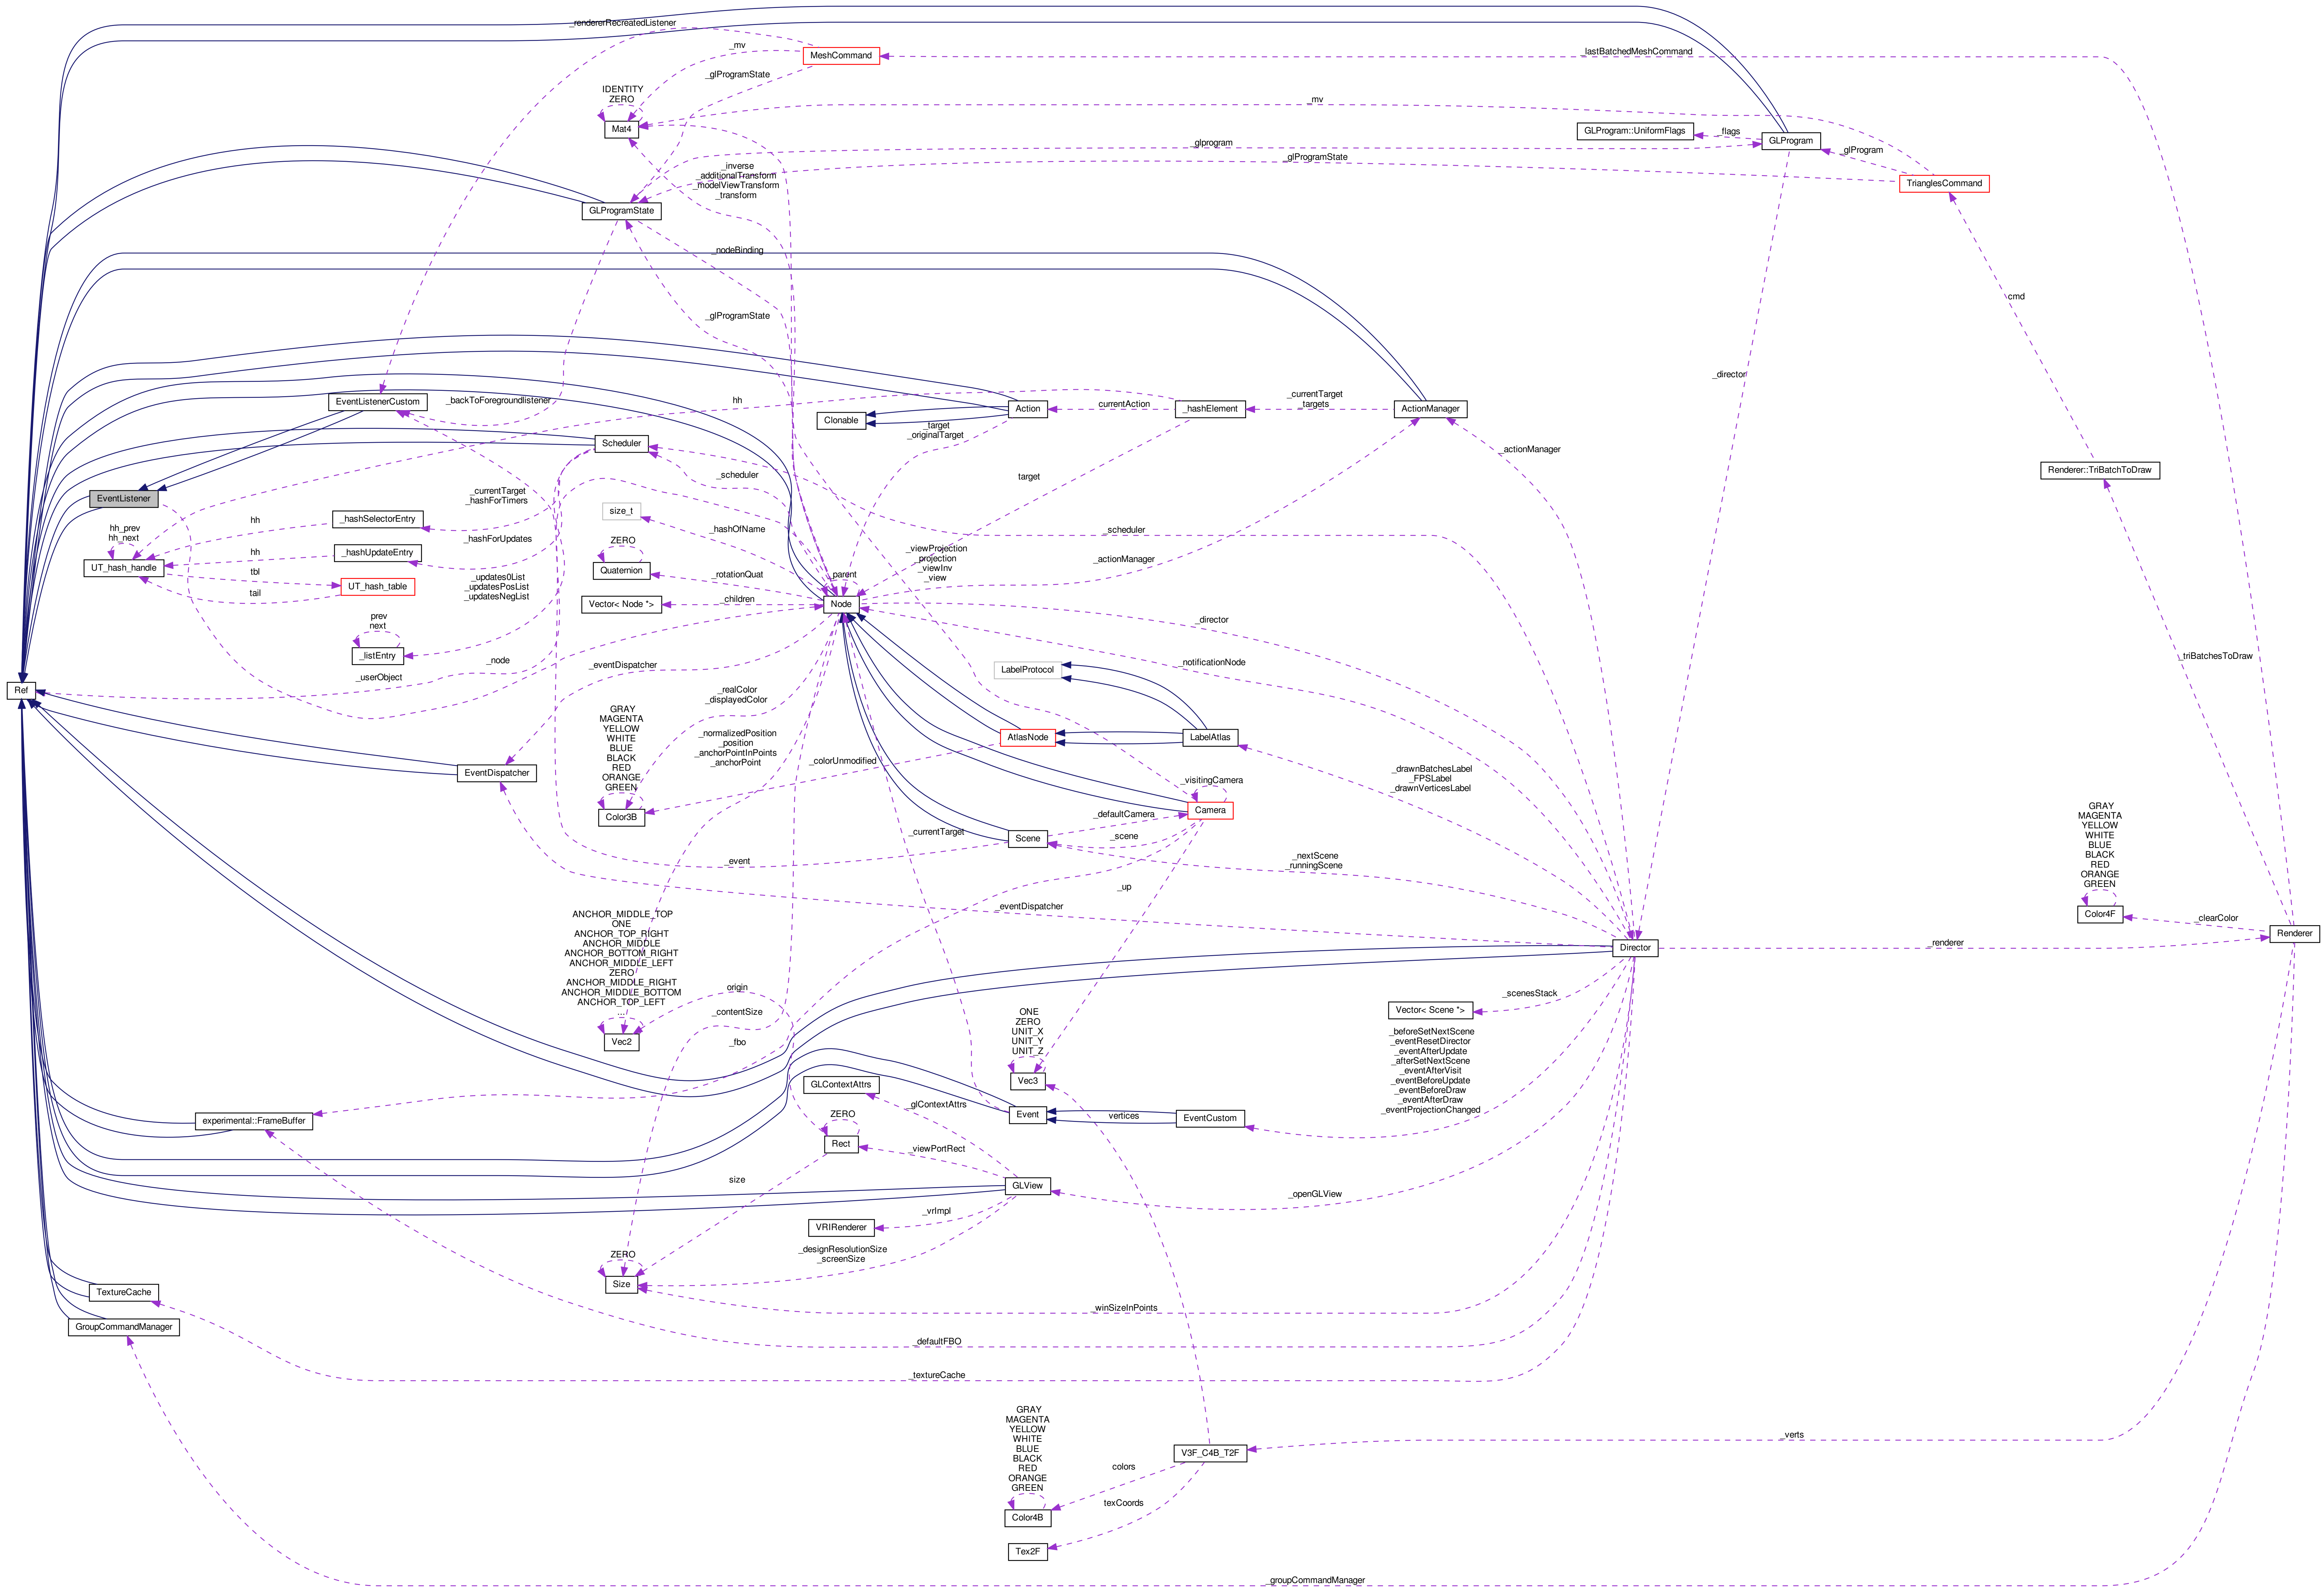 _rendererRecreatedListener
_lastBatchedMeshCommand
_mv
MeshCommand
_glProgramState
IDENTITY
ZERO
Mat4
_mv
GLProgram::UniformFlags
_flags
GLProgram
_glprogram
_glProgram
_glProgramState
_inverse
_additionalTransform
_modelViewTransform
_transform
TrianglesCommand
GLProgramState
_nodeBinding
cmd
_glProgramState
_director
EventListenerCustom
_backToForegroundlistener
hh
Clonable
Action
currentAction
_hashElement
_currentTarget
_targets
ActionManager
_target
_originalTarget
Scheduler
_actionManager
_scheduler
target
Renderer::TriBatchToDraw
EventListener
_currentTarget
_hashForTimers
size_t
hh_prev
hh_next
hh
_hashSelectorEntry
_hashOfName
_scheduler
_hashForUpdates
ZERO
_viewProjection
_projection
_viewInv
_view
_actionManager
UT_hash_handle
hh
_hashUpdateEntry
Quaternion
_rotationQuat
_parent
tbl
tail
UT_hash_table
_updates0List
_updatesPosList
_updatesNegList
Vector< Node *>
_children
Node
prev
next
_listEntry
_director
_node
_eventDispatcher
LabelProtocol
_notificationNode
_triBatchesToDraw
_userObject
Ref
_realColor
_displayedColor
GRAY
MAGENTA
YELLOW
WHITE
BLUE
BLACK
RED
ORANGE
GREEN
Color3B
_normalizedPosition
_position
_anchorPointInPoints
_anchorPoint
AtlasNode
LabelAtlas
_colorUnmodified
EventDispatcher
_visitingCamera
Camera
_drawnBatchesLabel
_FPSLabel
_drawnVerticesLabel
_currentTarget
Scene
_defaultCamera
_scene
_event
_nextScene
_runningScene
GRAY
MAGENTA
YELLOW
WHITE
BLUE
BLACK
RED
ORANGE
GREEN
Color4F
_clearColor
Renderer
_up
_eventDispatcher
ANCHOR_MIDDLE_TOP
ONE
ANCHOR_TOP_RIGHT
ANCHOR_MIDDLE
ANCHOR_BOTTOM_RIGHT
ANCHOR_MIDDLE_LEFT
ZERO
ANCHOR_MIDDLE_RIGHT
ANCHOR_MIDDLE_BOTTOM
ANCHOR_TOP_LEFT
...
Vec2
Director
_renderer
origin
_contentSize
_fbo
Vector< Scene *>
_scenesStack
ONE
ZERO
UNIT_X
UNIT_Y
UNIT_Z
Vec3
_beforeSetNextScene
_eventResetDirector
_eventAfterUpdate
_afterSetNextScene
_eventAfterVisit
_eventBeforeUpdate
_eventBeforeDraw
_eventAfterDraw
_eventProjectionChanged
GLContextAttrs
_glContextAttrs
experimental::FrameBuffer
ZERO
Rect
_viewPortRect
Event
vertices
EventCustom
size
GLView
_openGLView
VRIRenderer
_vrImpl
_designResolutionSize
_screenSize
ZERO
Size
TextureCache
_winSizeInPoints
GroupCommandManager
_defaultFBO
_textureCache
GRAY
MAGENTA
YELLOW
WHITE
BLUE
BLACK
RED
ORANGE
GREEN
Color4B
colors
V3F_C4B_T2F
_verts
texCoords
Tex2F
_groupCommandManager